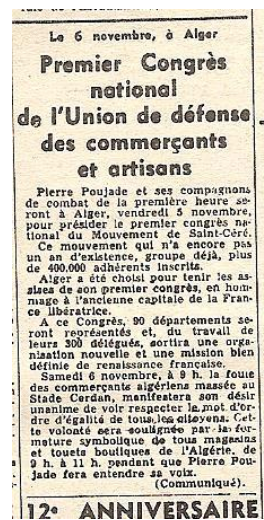 Le 6 novembre, à Alger
Premier Congrès
national
de l'Union de défense
des commerçants
et artisans
Pierre Poujade et ses compagnons
de combat de la première heure se-
ront à Alger, vendredi 5 novembre,
pour présider le premier congrès na-
tional du Mouvement de Saint-Céré.
Ce mouvement qui n'a encore pas
un an d'existence, groupe déjà, plus
de 400.000 adhérents inscrits.
Alger a été choisi pour tenir les as-
sises de son premier congrès, en hom-
mage à l'ancienne capitale de la Fran-
ce libératrice.
A ce Congrès, 90 départements se-
ront représentés et, du travail de
leurs 300 délégués, sortira une orga-
nisation nouvelle et une mission bien
définie de renaissance française.
Samedi 6 novembre, à 9 h. la foule
des commerçants algériens massée au
Stade Cerdan, manifestera son désir
unanime de voir respecter le mot d'or-
dre d'égalité de tous les citoyens. Cet-
te volonté sera soulignée par la fer-
meture symbolique de tous magasins
et touets boutiques de l'Algérie, de
9 h. à 11 h. pendant que Pierre Pou-
jade fera entendre sa voix.
(Communiqué).
12e ANNIVERSAIRE